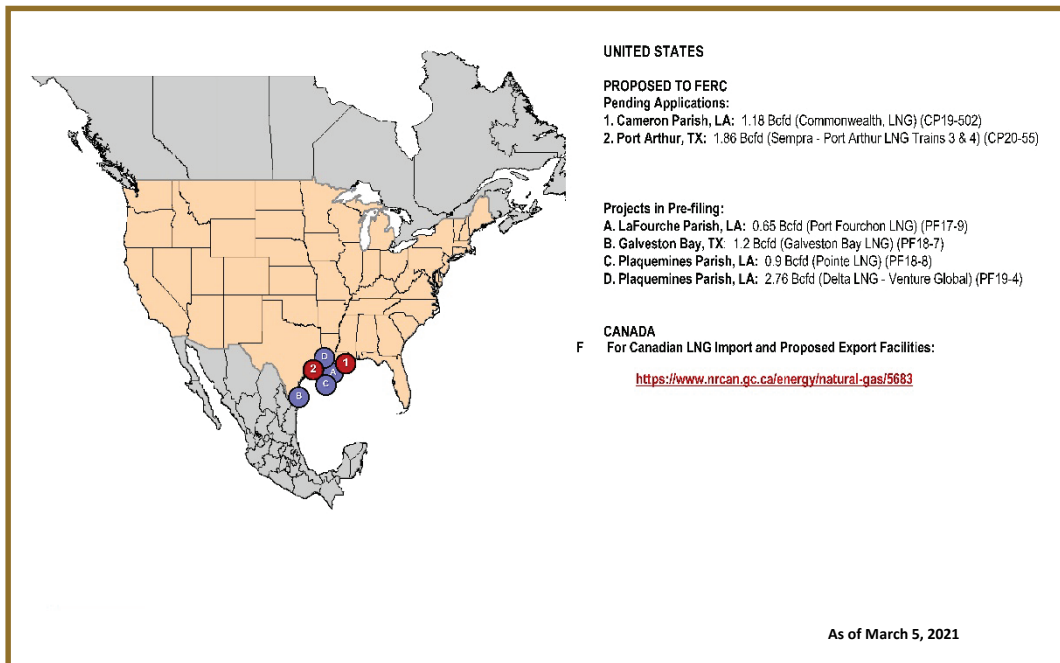 UNITED STATES
PROPOSED TO FERC
Pending Applications:
1. Cameron Parish, LA: 1.18 Bcfd (Commonwealth, LNG) (CP19-502)
2. Port Arthur, TX: 1.86 Bcfd (Sempra - Port Arthur LNG Trains 3 & 4) (CP20-55)
Projects in Pre-filing:
A. LaFourche Parish, LA: 0.65 Bcfd (Port Fourchon LNG) (PF17-9)
B. Galveston Bay, TX: 1.2 Bcfd (Galveston Bay LNG) (PF18-7)
C. Plaquemines Parish, LA: 0.9 Bcfd (Pointe LNG) (PF18-8)
D. Plaquemines Parish, LA: 2.76 Bcfd (Delta LNG - Venture Global) (PF19-4)
CANADA
F For Canadian LNG Import and Proposed Export Facilities:
https://www.nrcan.gc.ca/energy/natural-gas/5683
D
1
2
A
C
B
As of March 5, 2021